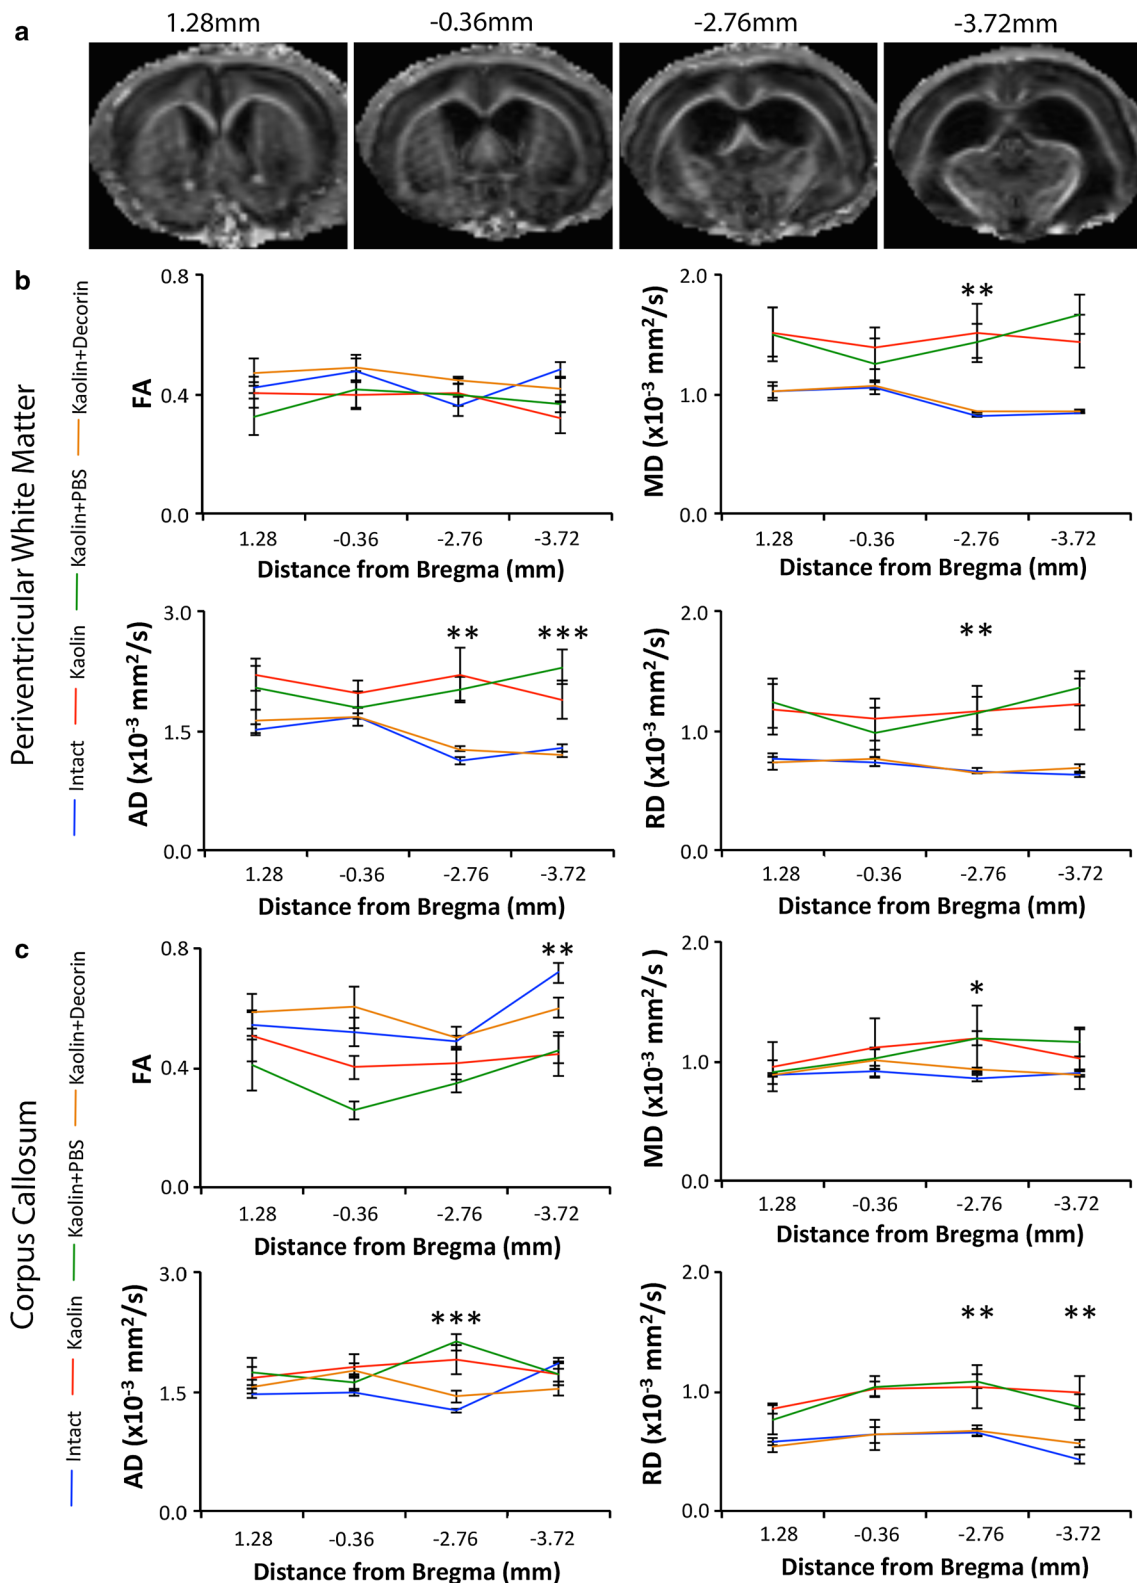 a
1.28mm
-0.36mm
-2.76mm
-3.72mm
b
Periventricular White Matter
Intact
Kaolin
Kaolin+PBS
Kaolin+Decorin
FA
0.8
0.4
0.0
1.28 -0.36 -2.76 -3.72
Distance from Bregma (mm)
MD (x10-3 mm2/s)
2.0
1.0
0.0
**
1.28 -0.36 -2.76 -3.72
Distance from Bregma (mm)
AD (x10-3 mm2/s)
3.0
1.5
0.0
** ***
1.28 -0.36 -2.76 -3.72
Distance from Bregma (mm)
RD (x10-3 mm2/s)
2.0
1.0
0.0
**
1.28 -0.36 -2.76 -3.72
Distance from Bregma (mm)
c
Corpus Callosum
Intact
Kaolin
Kaolin+PBS
Kaolin+Decorin
FA
0.8
0.4
0.0
**
1.28 -0.36 -2.76 -3.72
Distance from Bregma (mm)
MD (x10-3 mm2/s )
2.0
1.0
0.0
*
1.28 -0.36 -2.76 -3.72
Distance from Bregma (mm)
AD (x10-3 mm2/s)
3.0
1.5
0.0
***
1.28 -0.36 -2.76 -3.72
Distance from Bregma (mm)
RD (x10-3 mm2/s)
2.0
1.0
0.0
** **
1.28 -0.36 -2.76 -3.72
Distance from Bregma (mm)